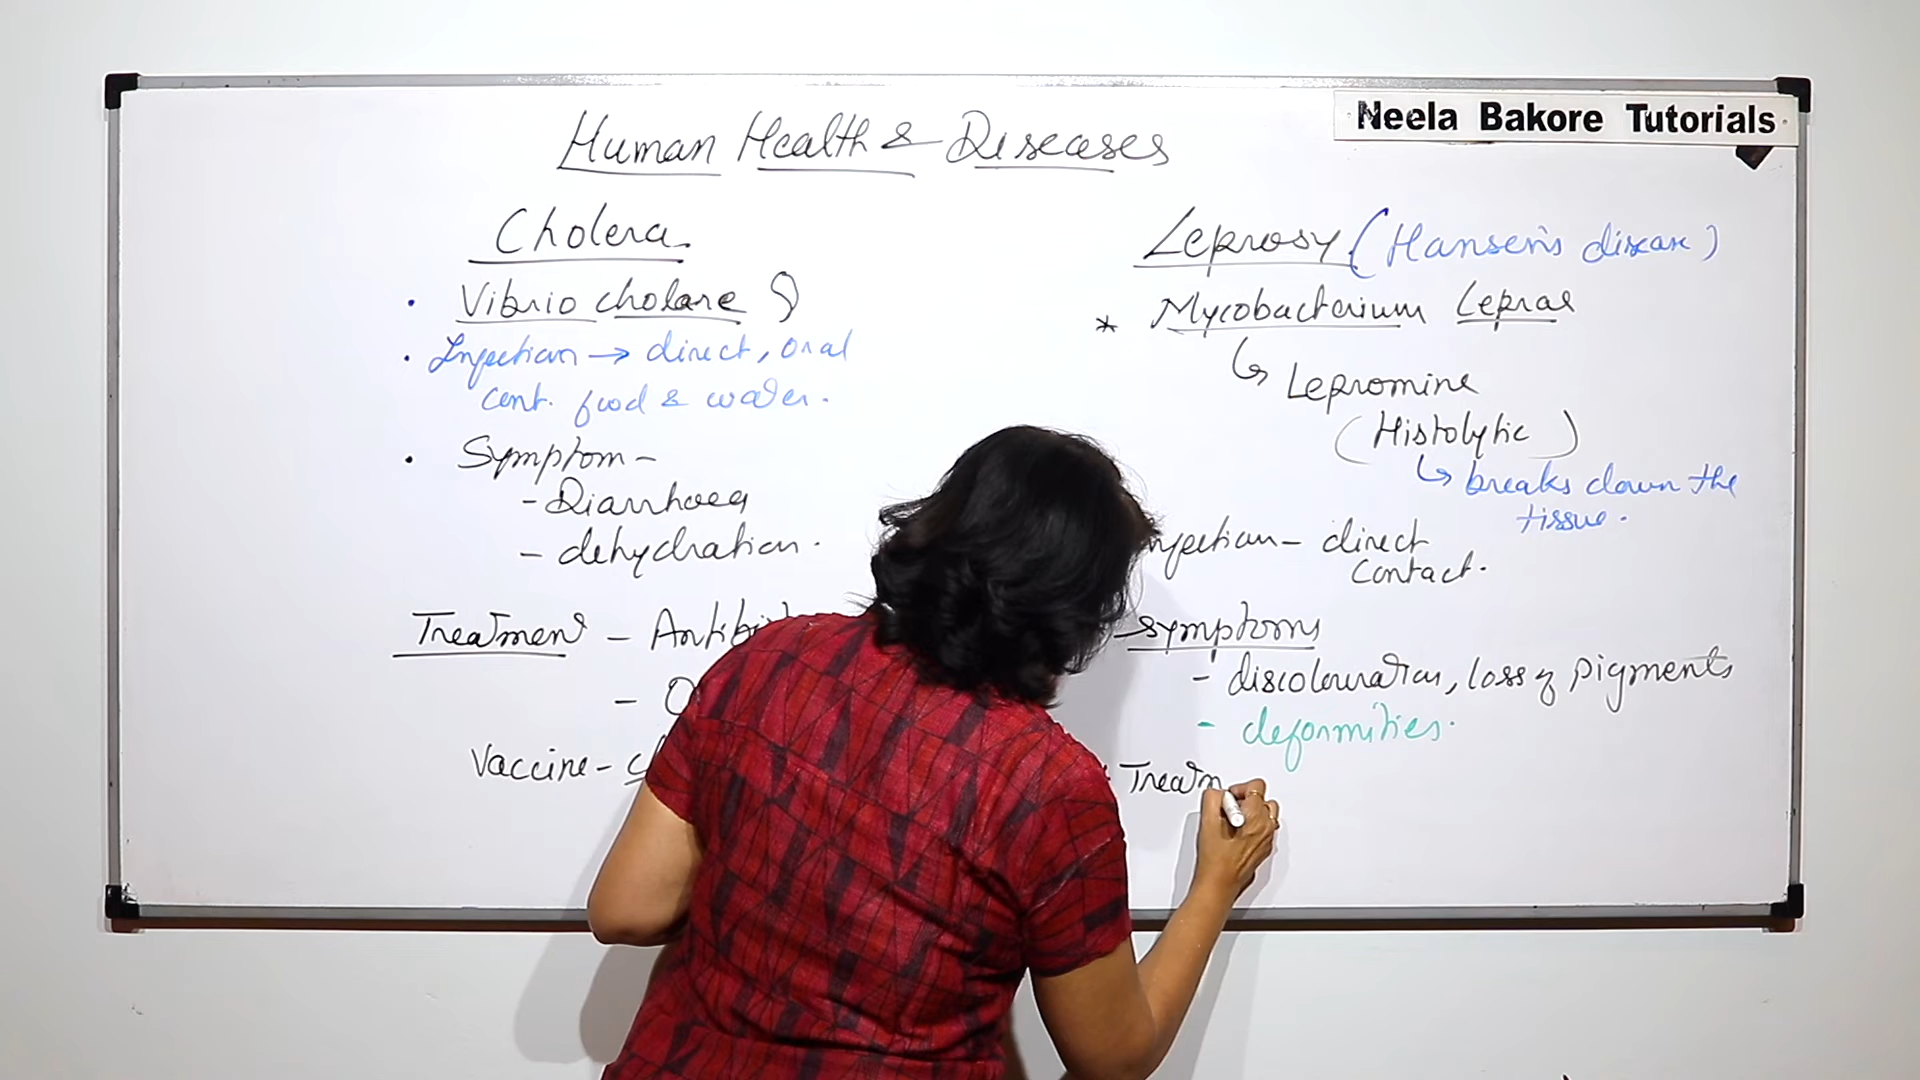 Neela Bakore Tutorials
Human Health & Diseases
Cholera
• Vibrio cholare
• Infection → direct, oral
cont. food & water.
• Symptom -
- Diarrhoea
- dehydration.
Treatment - Antibi
- O
Vaccine - c
Leprosy (Hansen's disease)
* Mycobacterium Leprae
↳ Lepromine
(Histolytic)
↳ breaks down the
tissue.
nfection - direct
contact.
symptoms
- discolouration, loss of pigments
- deformities.
Treatm